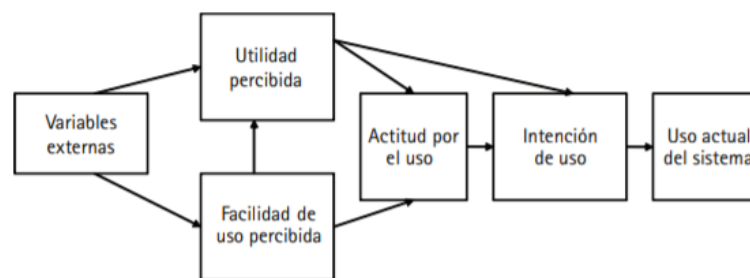 Utilidad
percibida
Variables
externas
Facilidad de
uso percibida
Actitud por
el uso
Intención
de uso
Uso actual
del sistema